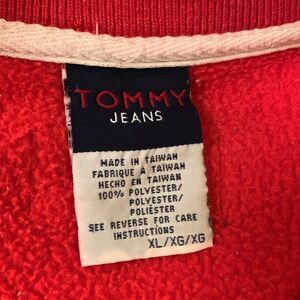 TOMMY
JEANS
MADE IN TAIWAN
FABRIQUE A TAIWAN
HECHO EN TAIWAN
100% POLYESTER/
POLYESTER/
POLIÉSTER
SEE REVERSE FOR CARE
INSTRUCTIONS
XL/XG/XG